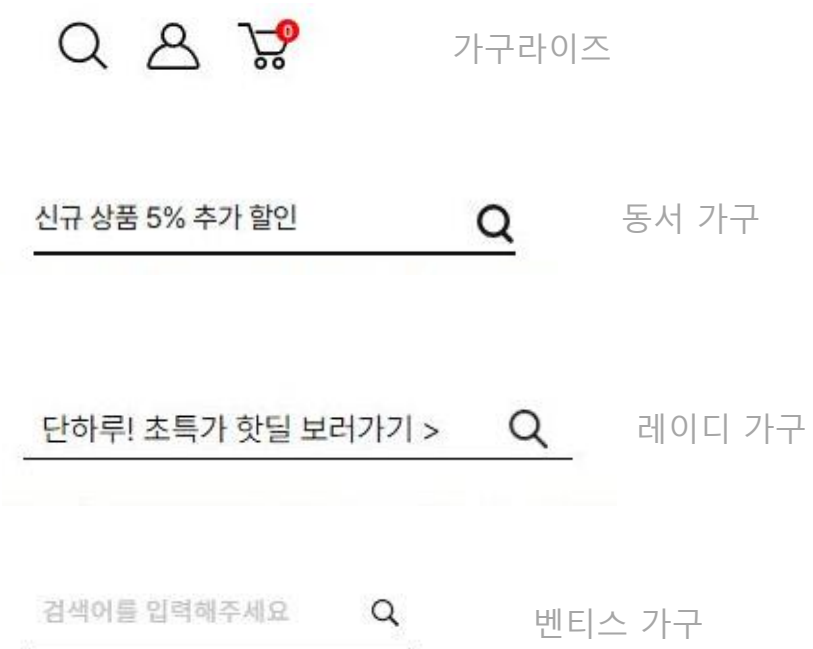 0
가구라이즈
신규 상품 5% 추가 할인
동서 가구
단하루! 초특가 핫딜 보러가기 >
레이디 가구
검색어를 입력해주세요
벤티스 가구